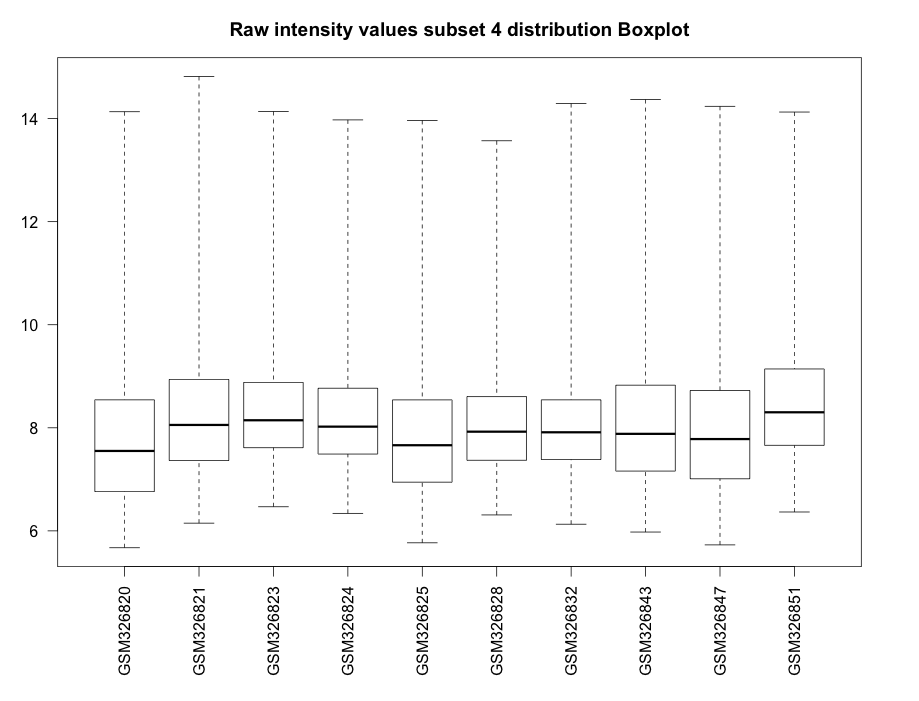 Raw intensity values subset 4 distribution Boxplot
14
12
10
8
6
GSM326820
GSM326821
GSM326823
GSM326824
GSM326825
GSM326828
GSM326832
GSM326843
GSM326847
GSM326851